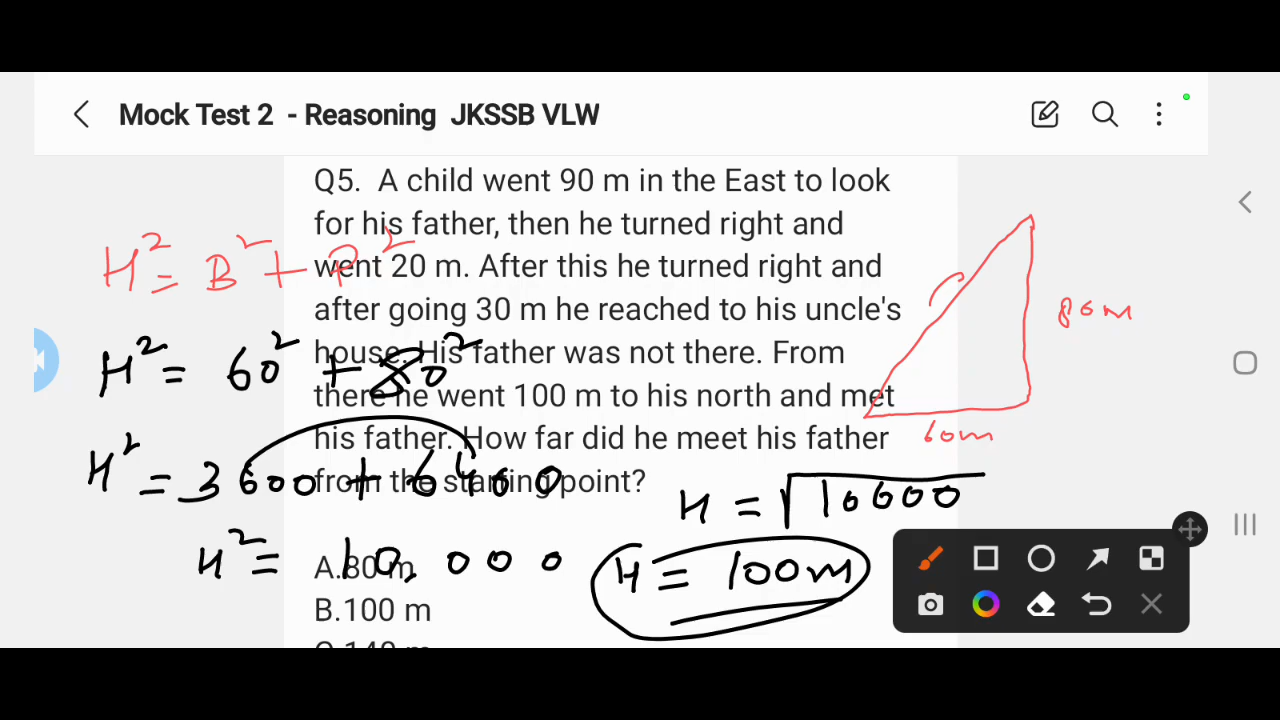 Mock Test 2 - Reasoning JKSSB VLW
Q5. A child went 90 m in the East to look
for his father, then he turned right and
went 20 m. After this he turned right and
after going 30 m he reached to his uncle's
house. His father was not there. From
there he went 100 m to his north and met
his father. How far did he meet his father
from the starting point?
A.80 m
B.100 m
C.140 m
H² = B² + P²
H² = 60² + 80²
H² = 3600 + 6400
H² = 10,000
H = √10000
H = 100m
80m
60m